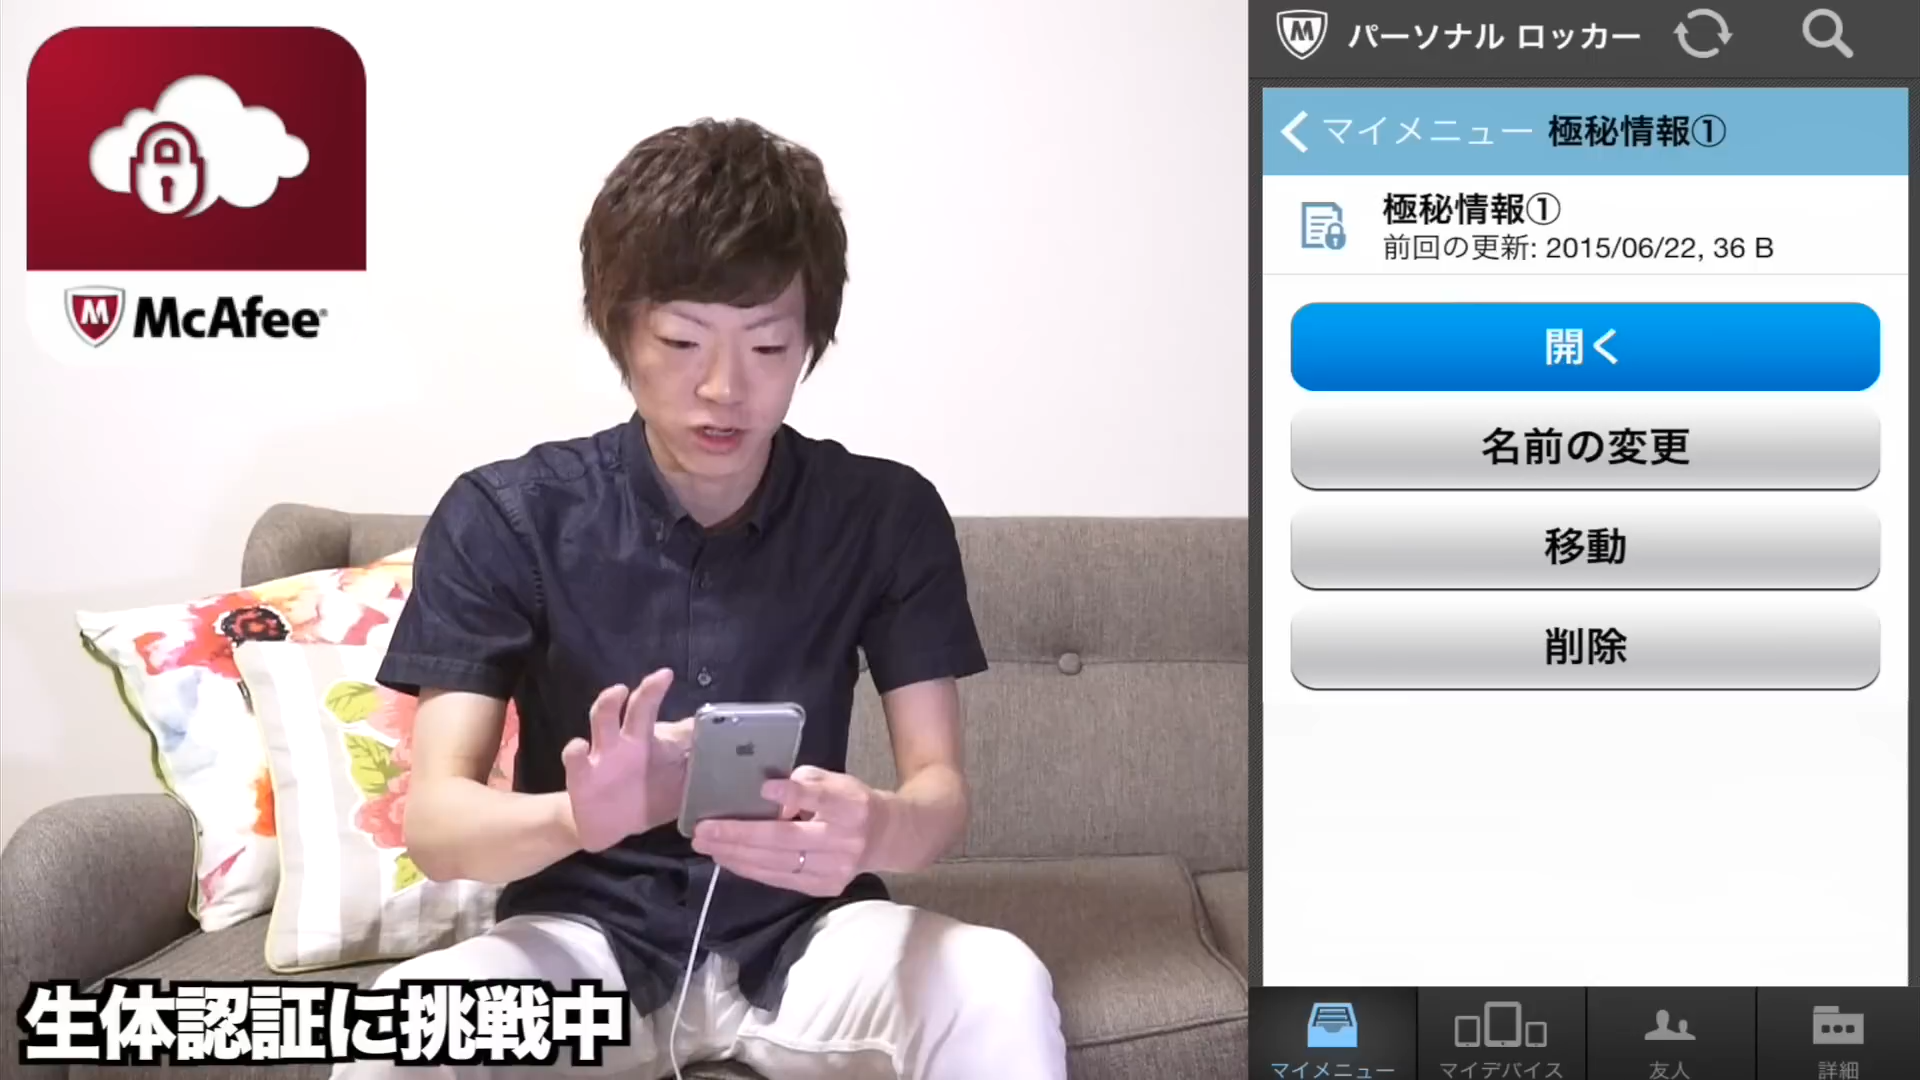 McAfee
生体認証に挑戦中
パーソナル ロッカー
マイメニュー 極秘情報①
極秘情報①
前回の更新: 2015/06/22, 36 B
開く
名前の変更
移動
削除
マイメニュー
マイデバイス
友人
詳細